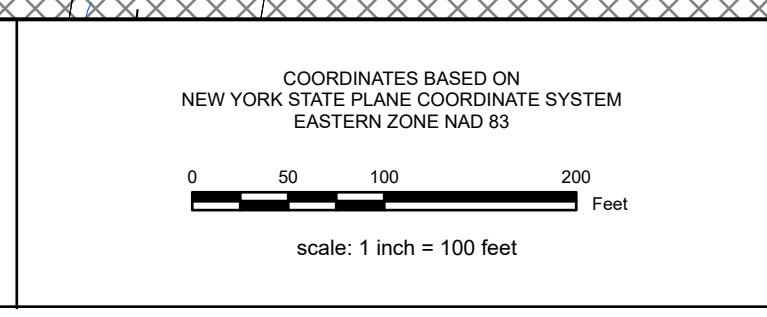 COORDINATES BASED ON
NEW YORK STATE PLANE COORDINATE SYSTEM
EASTERN ZONE NAD 83
0 50 100 200
Feet
scale: 1 inch = 100 feet